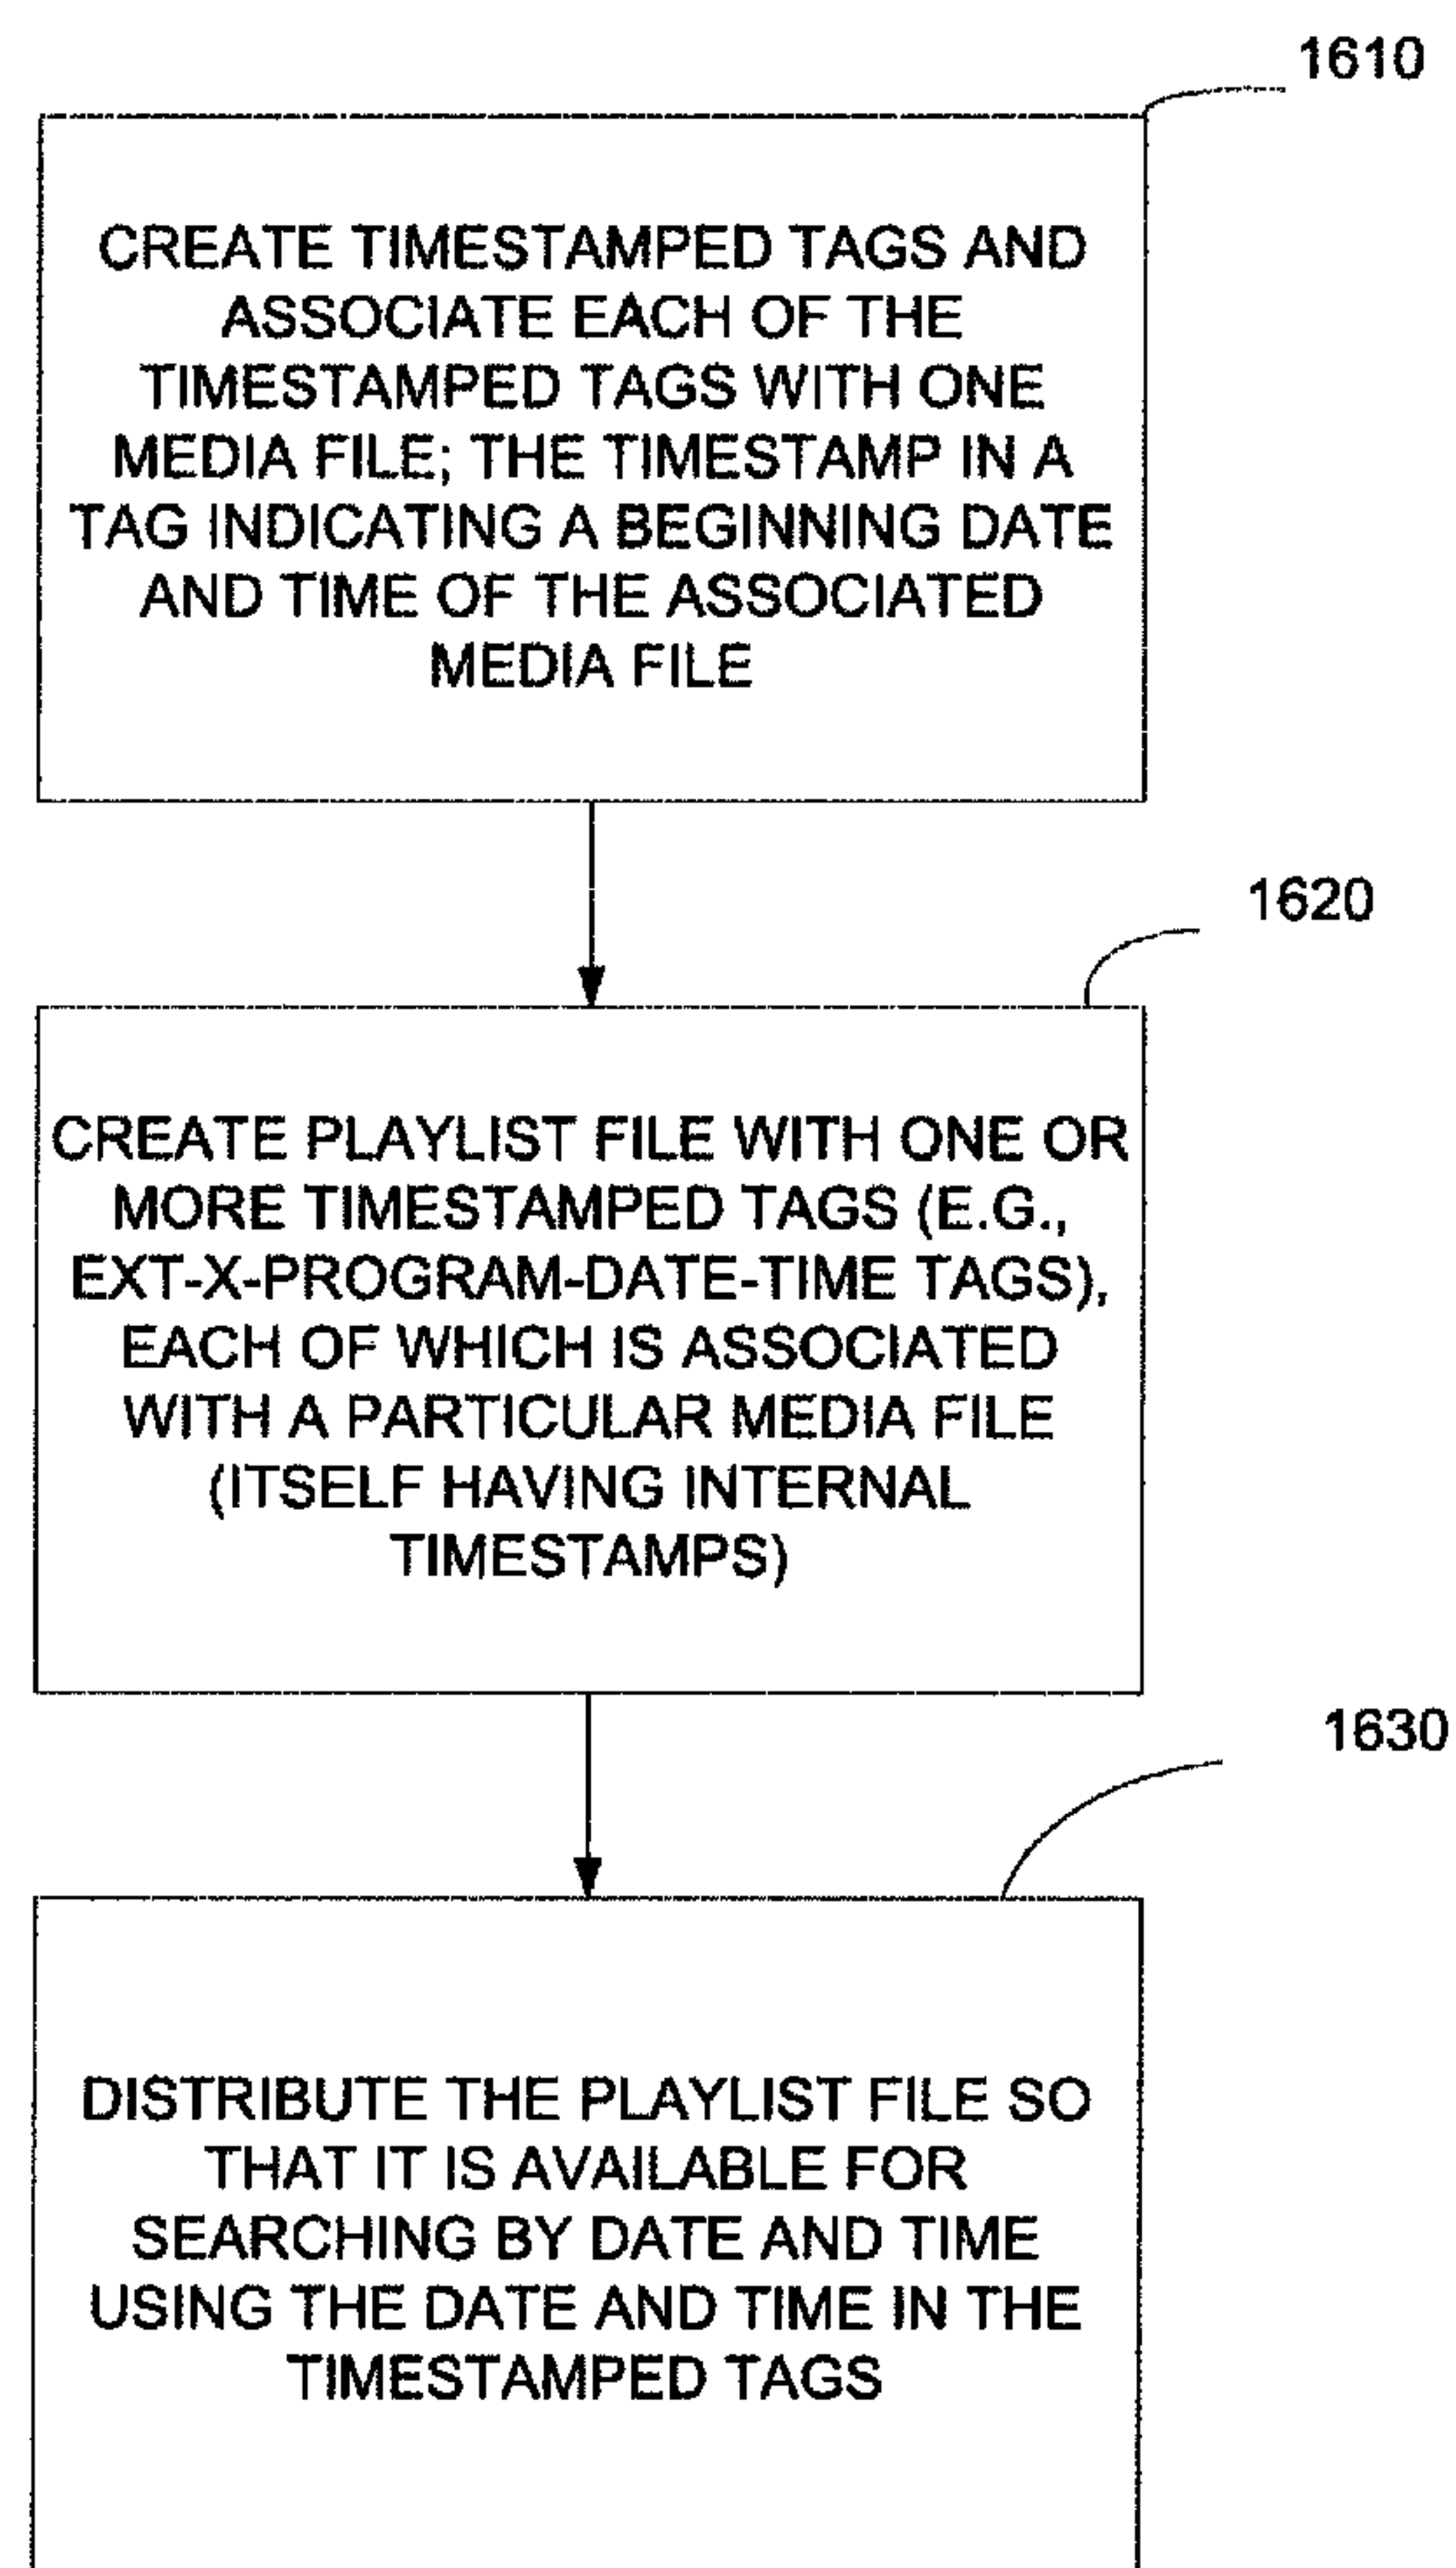 1610
CREATE TIMESTAMPED TAGS AND
ASSOCIATE EACH OF THE
TIMESTAMPED TAGS WITH ONE
MEDIA FILE; THE TIMESTAMP IN A
TAG INDICATING A BEGINNING DATE
AND TIME OF THE ASSOCIATED
MEDIA FILE
1620
CREATE PLAYLIST FILE WITH ONE OR
MORE TIMESTAMPED TAGS (E.G.,
EXT-X-PROGRAM-DATE-TIME TAGS),
EACH OF WHICH IS ASSOCIATED
WITH A PARTICULAR MEDIA FILE
(ITSELF HAVING INTERNAL
TIMESTAMPS)
1630
DISTRIBUTE THE PLAYLIST FILE SO
THAT IT IS AVAILABLE FOR
SEARCHING BY DATE AND TIME
USING THE DATE AND TIME IN THE
TIMESTAMPED TAGS